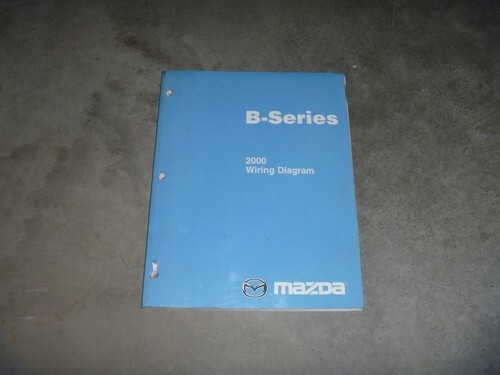 B-Series
2000
Wiring Diagram
mazda